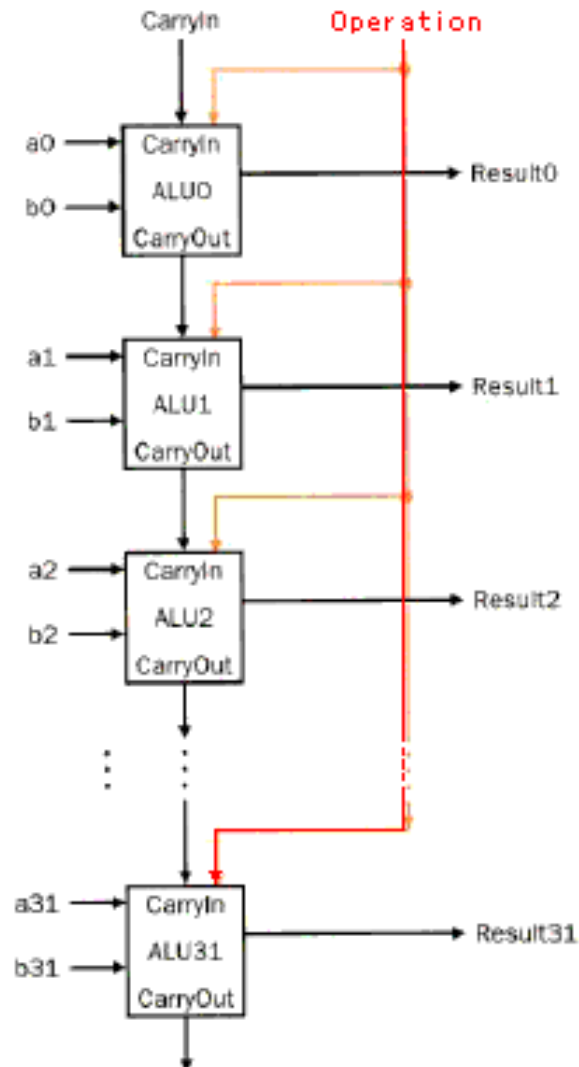 CarryIn
Operation
a0
CarryIn
ALU0
b0
CarryOut
Result0
a1
CarryIn
ALU1
b1
CarryOut
Result1
a2
CarryIn
ALU2
b2
CarryOut
Result2
a31
CarryIn
ALU31
b31
CarryOut
Result31